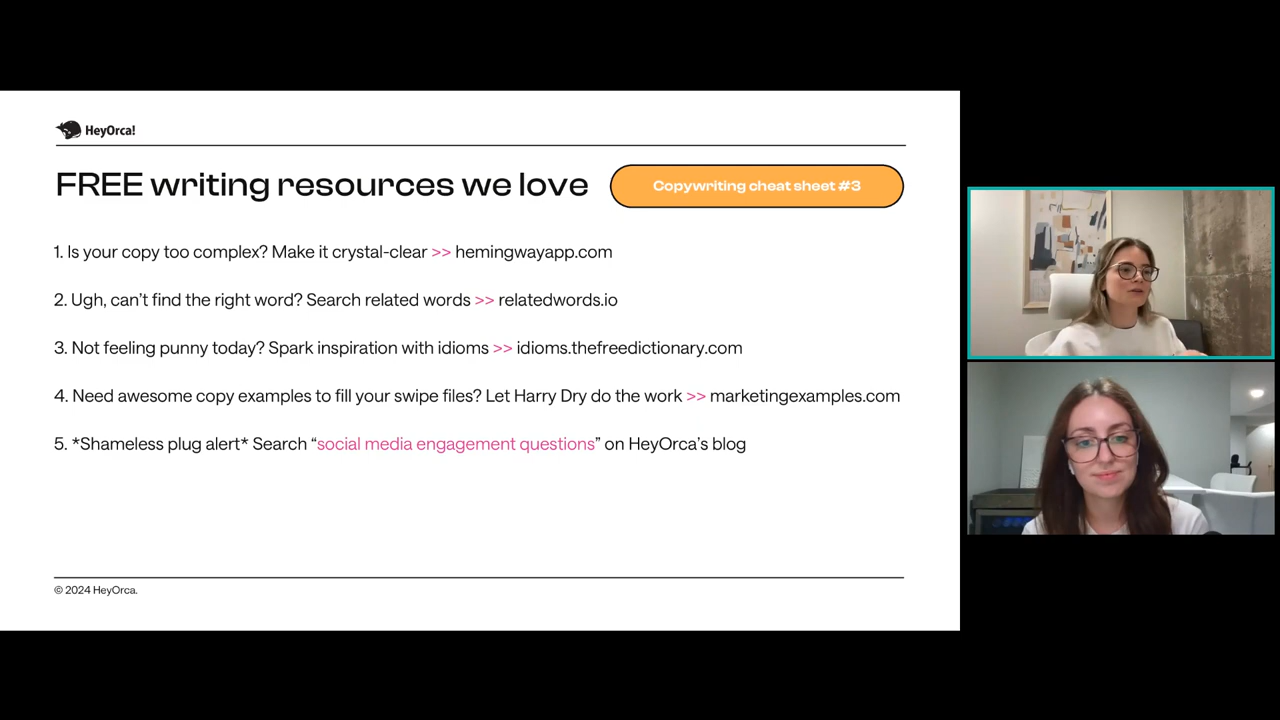 HeyOrca!
FREE writing resources we love
Copywriting cheat sheet #3
1. Is your copy too complex? Make it crystal-clear >> hemingwayapp.com
2. Ugh, can’t find the right word? Search related words >> relatedwords.io
3. Not feeling punny today? Spark inspiration with idioms >> idioms.thefreedictionary.com
4. Need awesome copy examples to fill your swipe files? Let Harry Dry do the work >> marketingexamples.com
5. *Shameless plug alert* Search “social media engagement questions” on HeyOrca’s blog
© 2024 HeyOrca.